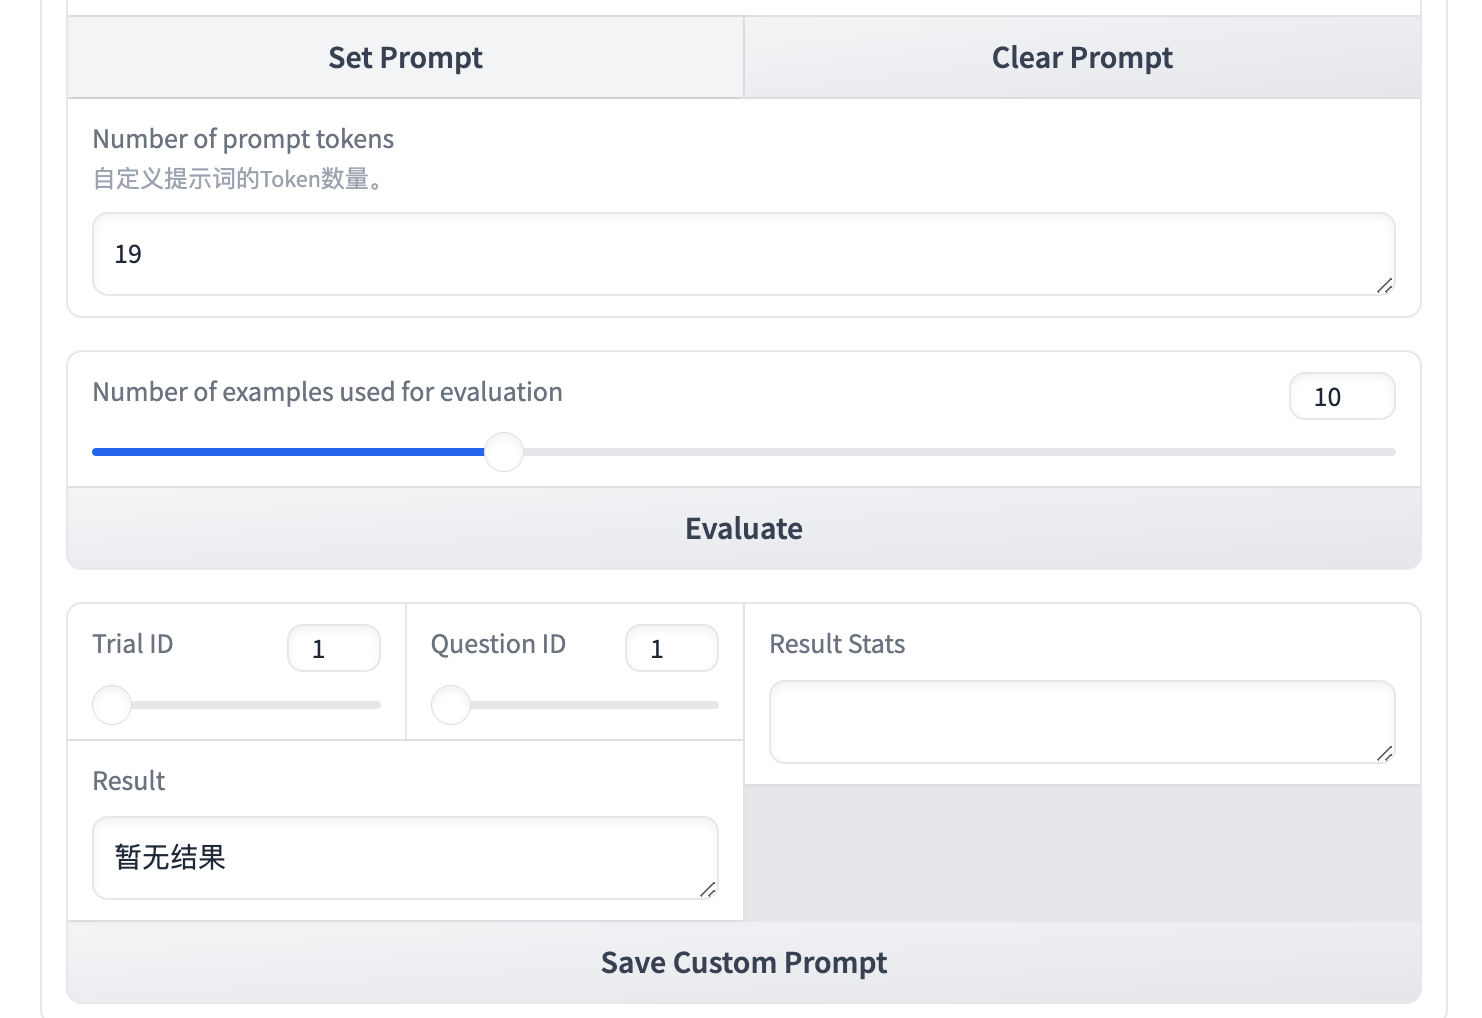 Set Prompt
Clear Prompt
Number of prompt tokens
自定义提示词的Token数量。
19
Number of examples used for evaluation
10
Evaluate
Trial ID
1
Question ID
1
Result Stats
Result
暂无结果
Save Custom Prompt